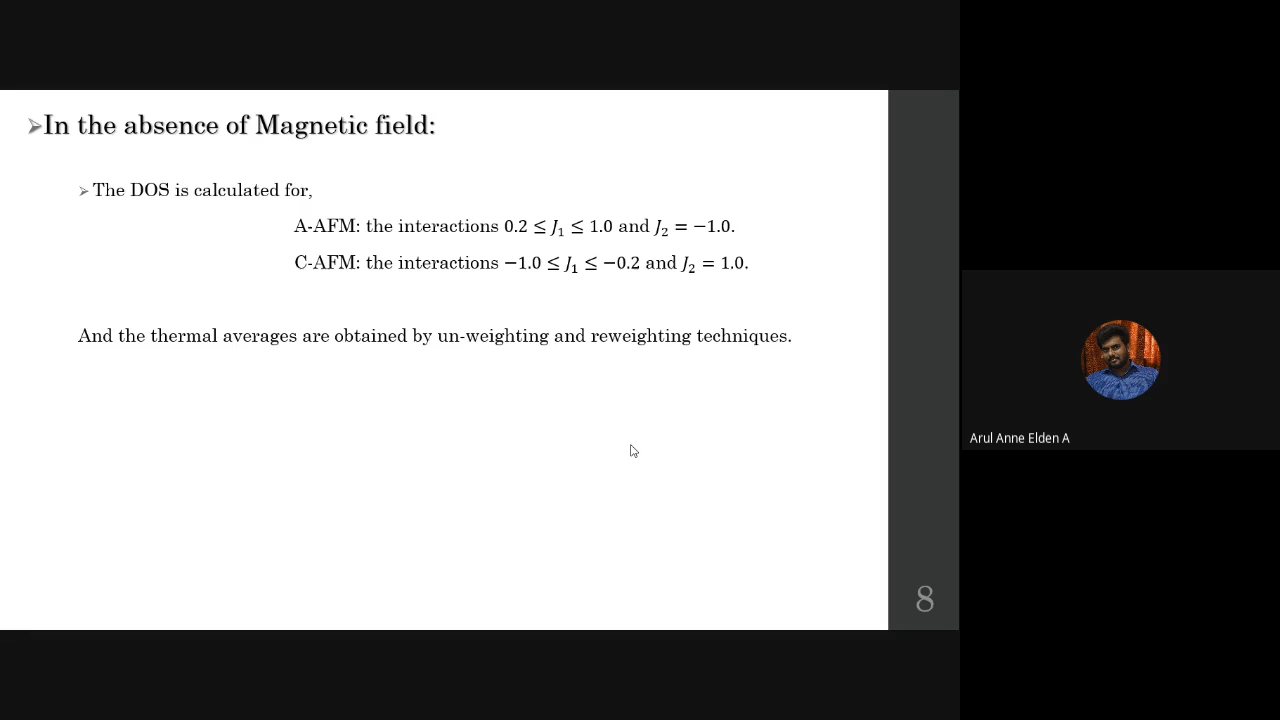 ➢In the absence of Magnetic field:
➢ The DOS is calculated for,
A-AFM: the interactions 0.2 ≤ J₁ ≤ 1.0 and J₂ = −1.0.
C-AFM: the interactions −1.0 ≤ J₁ ≤ −0.2 and J₂ = 1.0.
And the thermal averages are obtained by un-weighting and reweighting techniques.
8
Arul Anne Elden A